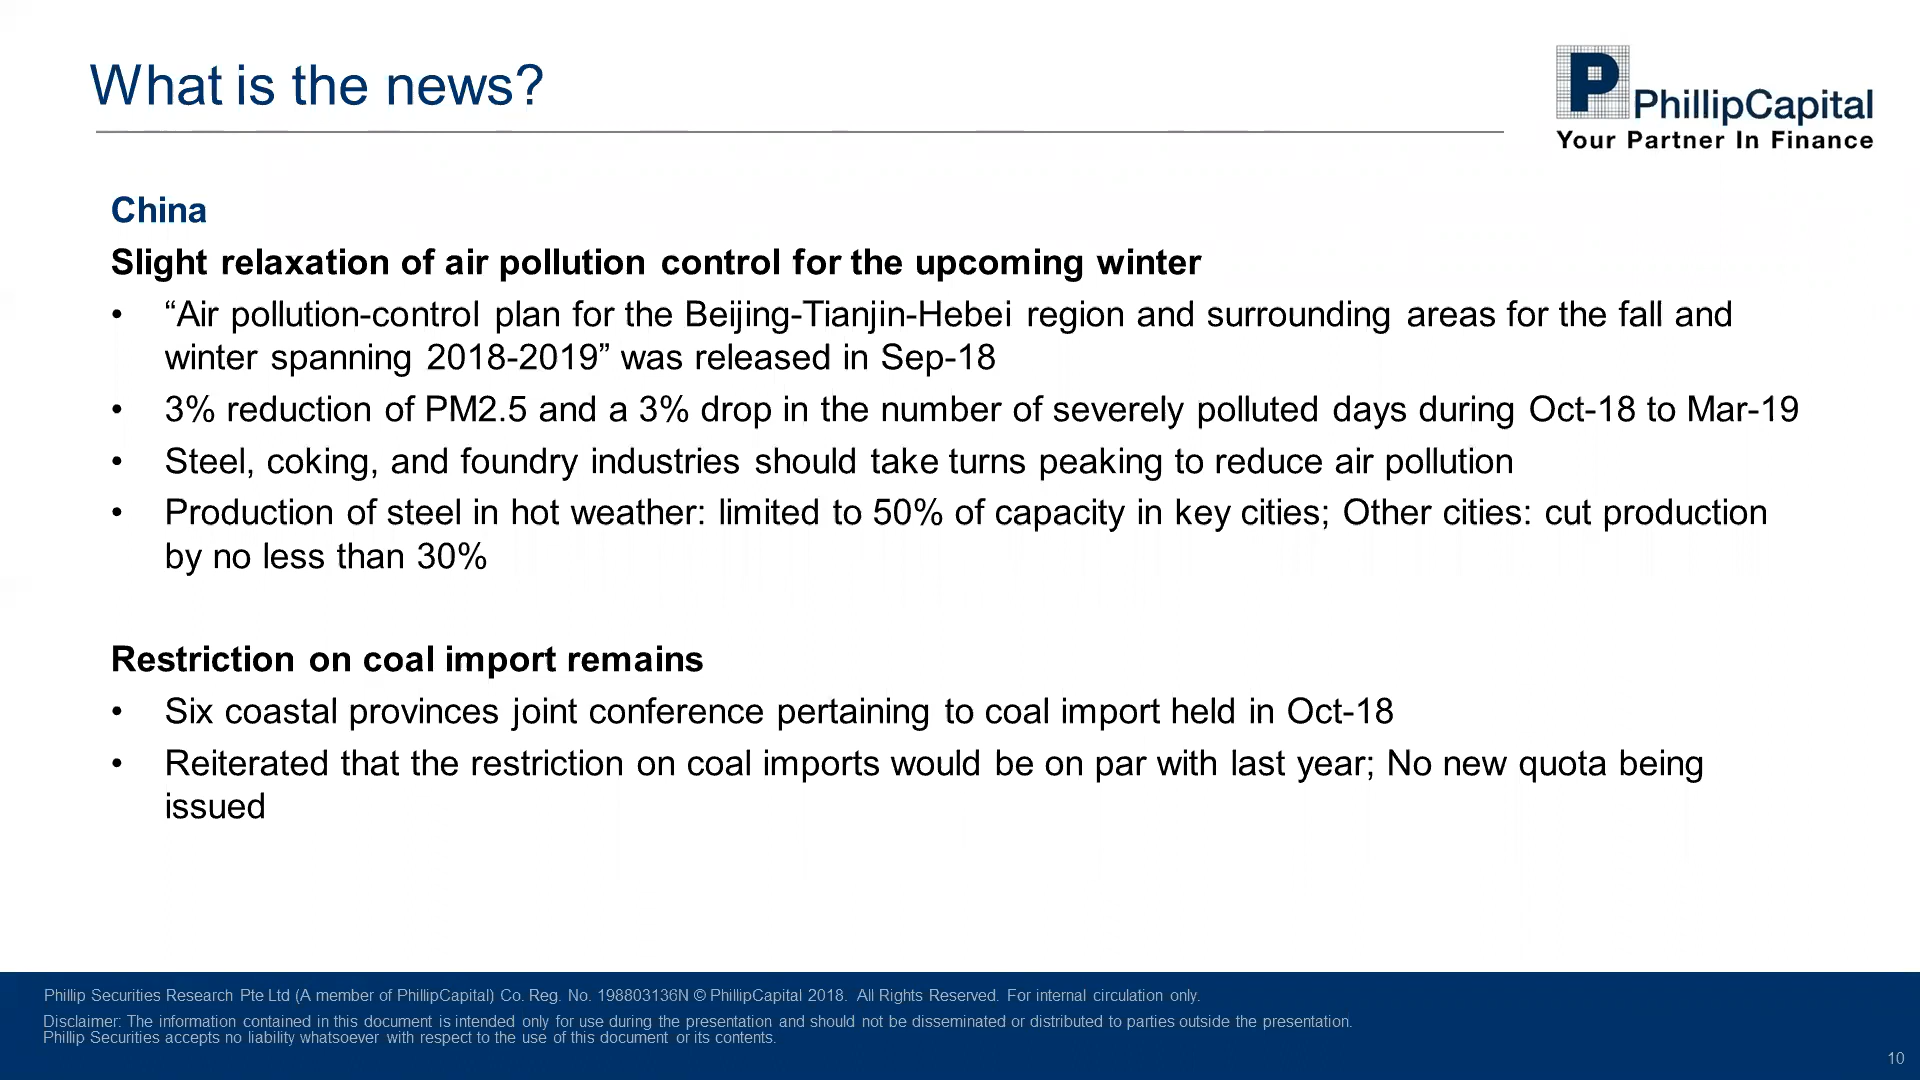 What is the news?
P PhillipCapital
Your Partner In Finance
China
Slight relaxation of air pollution control for the upcoming winter
• “Air pollution-control plan for the Beijing-Tianjin-Hebei region and surrounding areas for the fall and
winter spanning 2018-2019” was released in Sep-18
• 3% reduction of PM2.5 and a 3% drop in the number of severely polluted days during Oct-18 to Mar-19
• Steel, coking, and foundry industries should take turns peaking to reduce air pollution
• Production of steel in hot weather: limited to 50% of capacity in key cities; Other cities: cut production
by no less than 30%
Restriction on coal import remains
• Six coastal provinces joint conference pertaining to coal import held in Oct-18
• Reiterated that the restriction on coal imports would be on par with last year; No new quota being
issued
Phillip Securities Research Pte Ltd (A member of PhillipCapital) Co. Reg. No. 198803136N © PhillipCapital 2018. All Rights Reserved. For internal circulation only.
Disclaimer: The information contained in this document is intended only for use during the presentation and should not be disseminated or distributed to parties outside the presentation.
Phillip Securities accepts no liability whatsoever with respect to the use of this document or its contents.
10